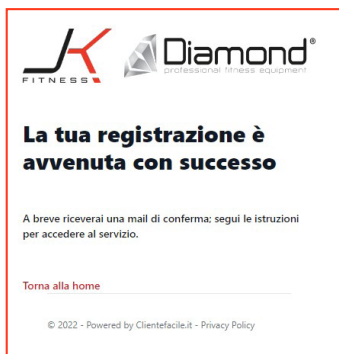 JK
FITNESS
Diamond®
professional fitness equipment
La tua registrazione è
avvenuta con successo
A breve riceverai una mail di conferma; segui le istruzioni
per accedere al servizio.
Torna alla home
© 2022 - Powered by Clientefacile.it - Privacy Policy